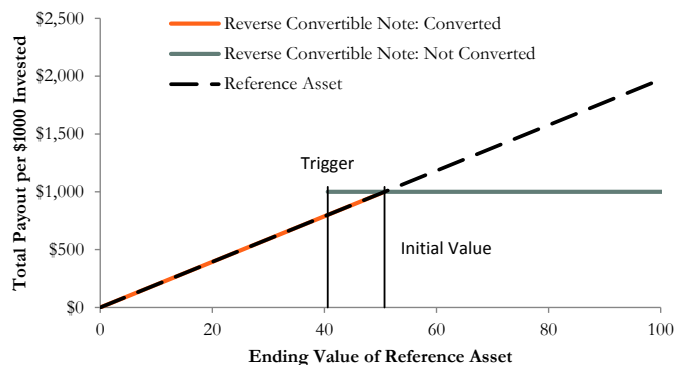 $2,500
Reverse Convertible Note: Converted
Reverse Convertible Note: Not Converted
$2,000
Reference Asset
$1,500
Trigger
$1,000
Initial Value
$500
$0
0 20 40 60 80 100
Total Payout per $1000 Invested
Ending Value of Reference Asset